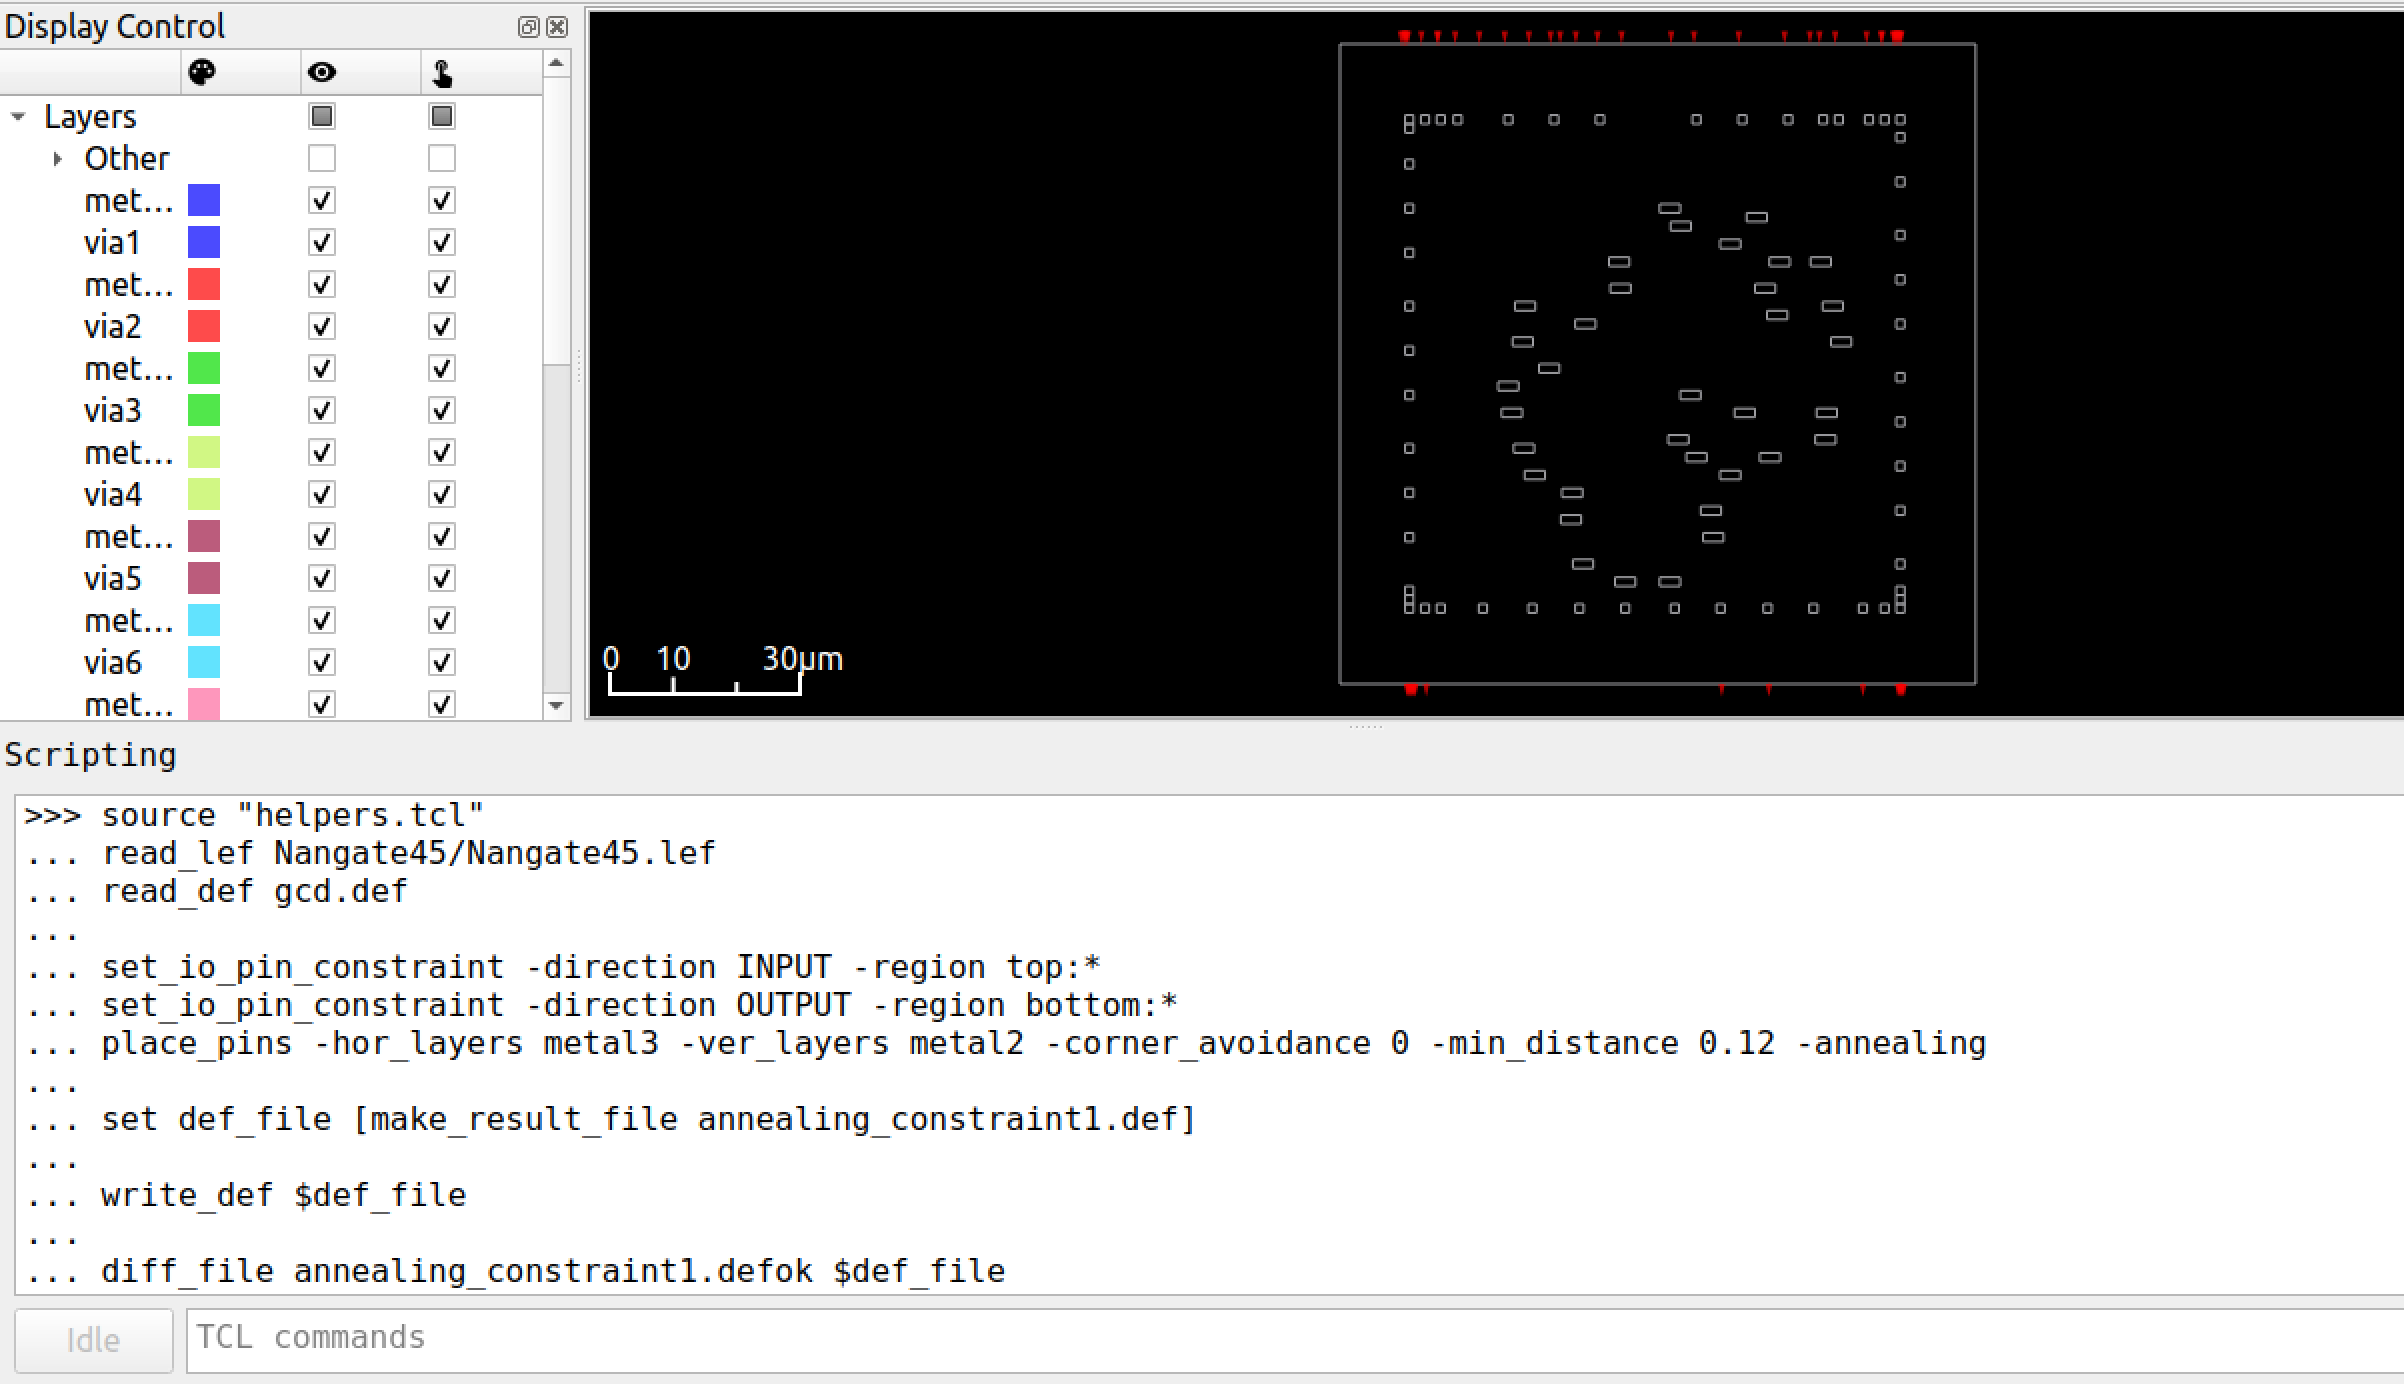 Display Control
Layers
Other
met...
via1
met...
via2
met...
via3
met...
via4
met...
via5
met...
via6
met...
0 10 30µm
Scripting
>>> source "helpers.tcl"
... read_lef Nangate45/Nangate45.lef
... read_def gcd.def
...
... set_io_pin_constraint -direction INPUT -region top:*
... set_io_pin_constraint -direction OUTPUT -region bottom:*
... place_pins -hor_layers metal3 -ver_layers metal2 -corner_avoidance 0 -min_distance 0.12 -annealing
...
... set def_file [make_result_file annealing_constraint1.def]
...
... write_def $def_file
...
... diff_file annealing_constraint1.defok $def_file
Idle TCL commands